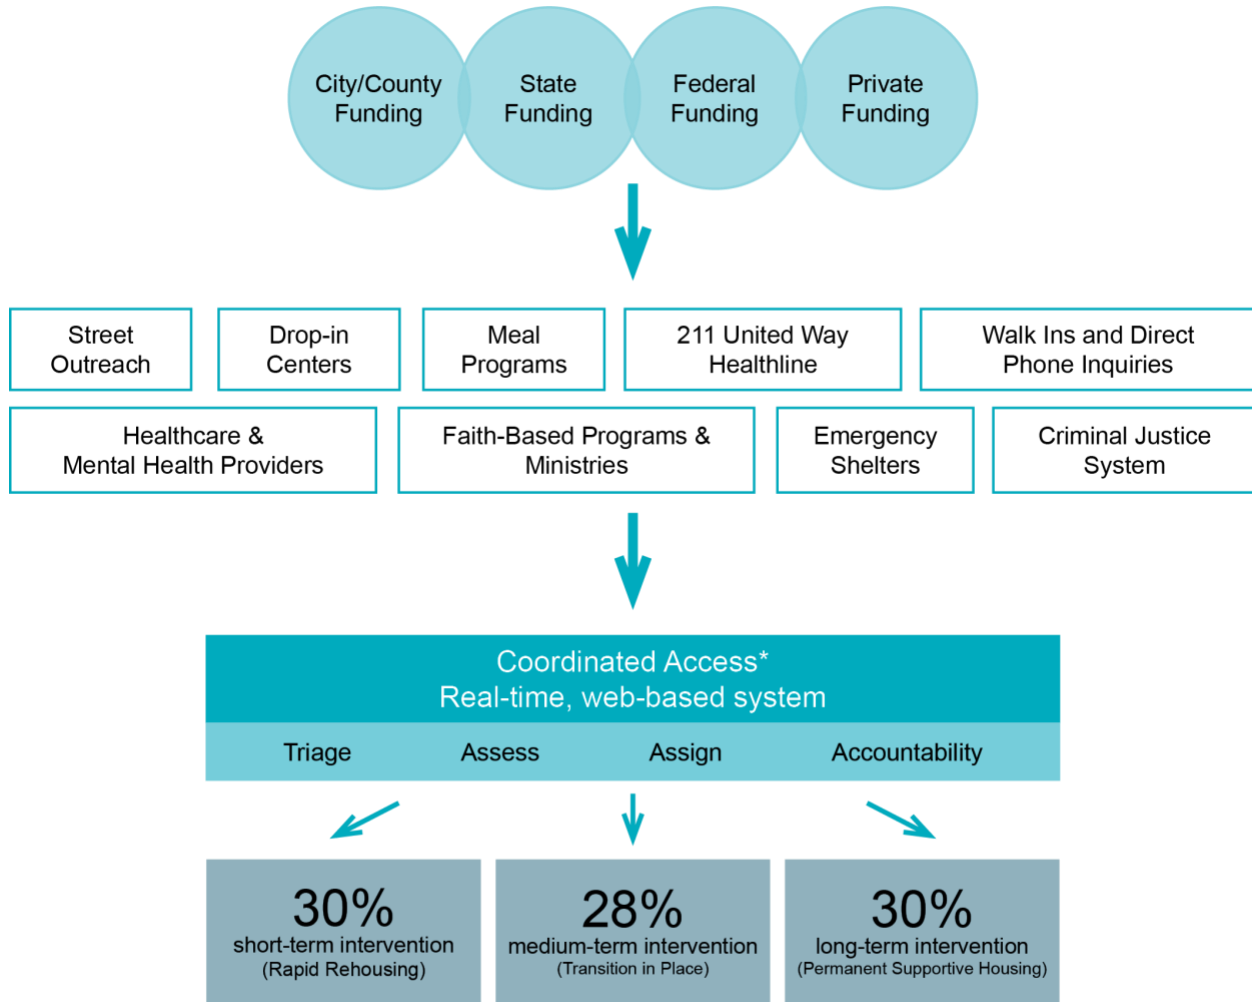 City/County
Funding
State
Funding
Federal
Funding
Private
Funding
Street
Outreach
Drop-in
Centers
Meal
Programs
211 United Way
Healthline
Walk Ins and Direct
Phone Inquiries
Healthcare &
Mental Health Providers
Faith-Based Programs &
Ministries
Emergency
Shelters
Criminal Justice
System
Coordinated Access*
Real-time, web-based system
Triage Assess Assign Accountability
30%
short-term intervention
(Rapid Rehousing)
28%
medium-term intervention
(Transition in Place)
30%
long-term intervention
(Permanent Supportive Housing)